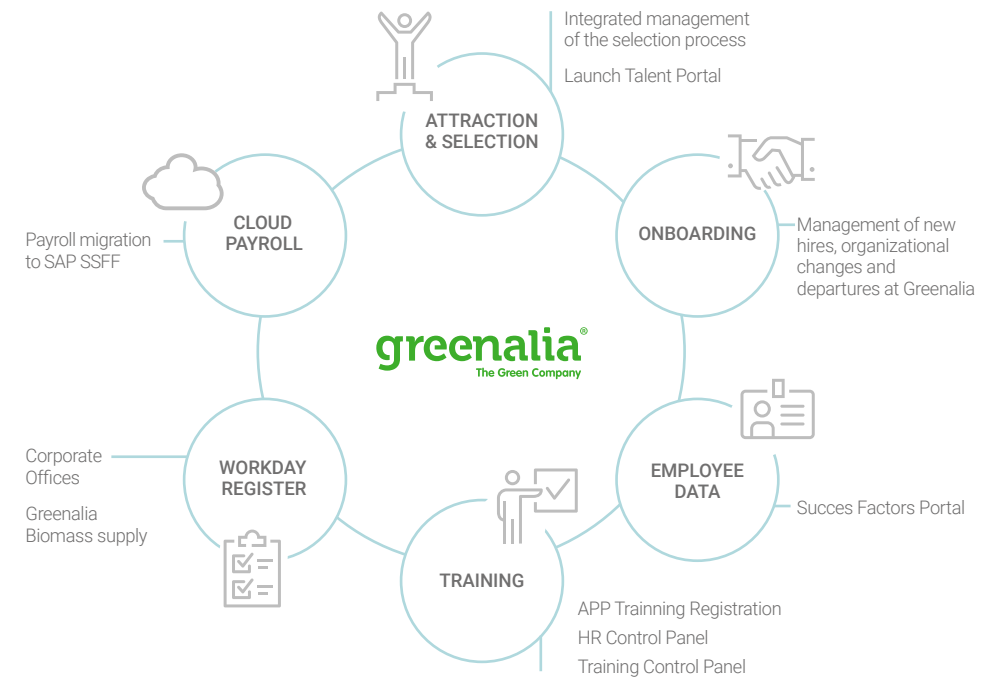 Integrated management
of the selection process
Launch Talent Portal
ATTRACTION
& SELECTION
ONBOARDING
Management of new
hires, organizational
changes and
departures at Greenalia
CLOUD
PAYROLL
Payroll migration
to SAP SSFF
greenalia®
The Green Company
EMPLOYEE
DATA
Succes Factors Portal
WORKDAY
REGISTER
Corporate
Offices
Greenalia
Biomass supply
TRAINING
APP Trainning Registration
HR Control Panel
Training Control Panel